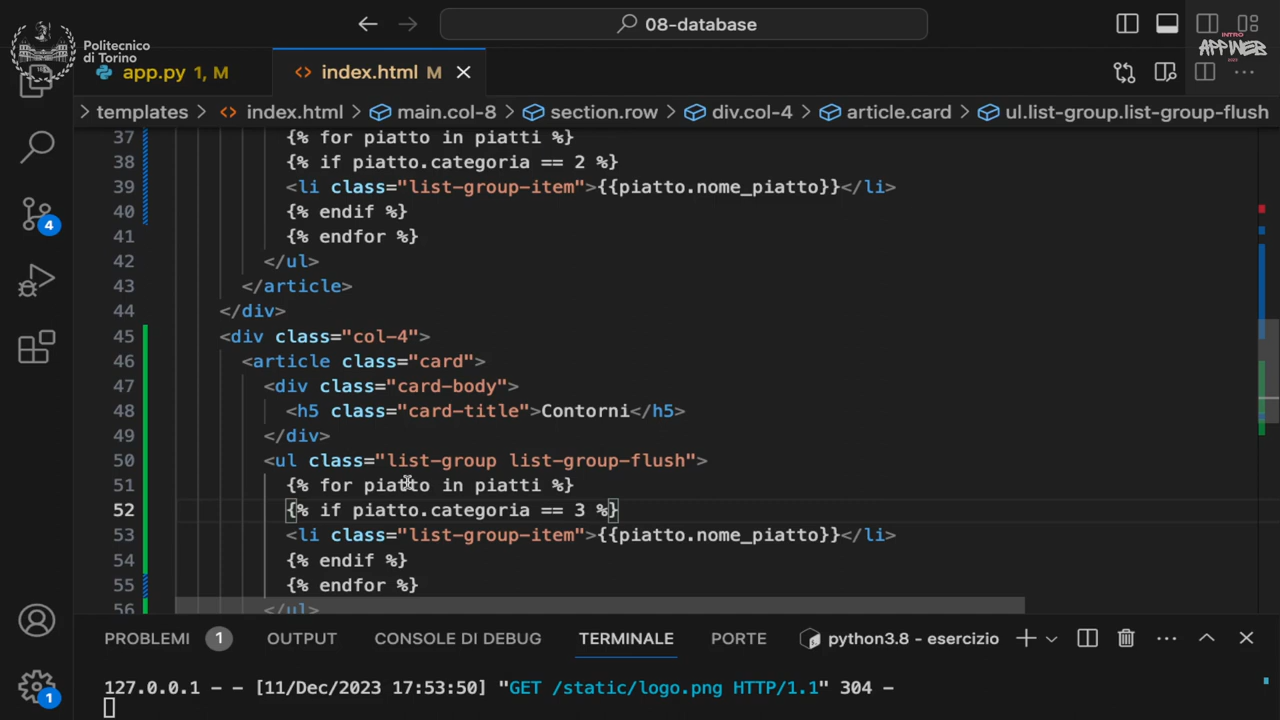 08-database
Politecnico
di Torino
INTRO
APPIWEB
app.py 1, M
index.html M
templates > index.html > main.col-8 > section.row > div.col-4 > article.card > ul.list-group.list-group-flush
37 {% for piatto in piatti %}
38 {% if piatto.categoria == 2 %}
39 <li class="list-group-item">{{piatto.nome_piatto}}</li>
40 {% endif %}
41 {% endfor %}
42 </ul>
43 </article>
44 </div>
45 <div class="col-4">
46 <article class="card">
47 <div class="card-body">
48 <h5 class="card-title">Contorni</h5>
49 </div>
50 <ul class="list-group list-group-flush">
51 {% for piatto in piatti %}
52 {% if piatto.categoria == 3 %}
53 <li class="list-group-item">{{piatto.nome_piatto}}</li>
54 {% endif %}
55 {% endfor %}
56 </ul>
4
1
PROBLEMI 1 OUTPUT CONSOLE DI DEBUG TERMINALE PORTE python3.8 - esercizio
127.0.0.1 - - [11/Dec/2023 17:53:50] "GET /static/logo.png HTTP/1.1" 304 -